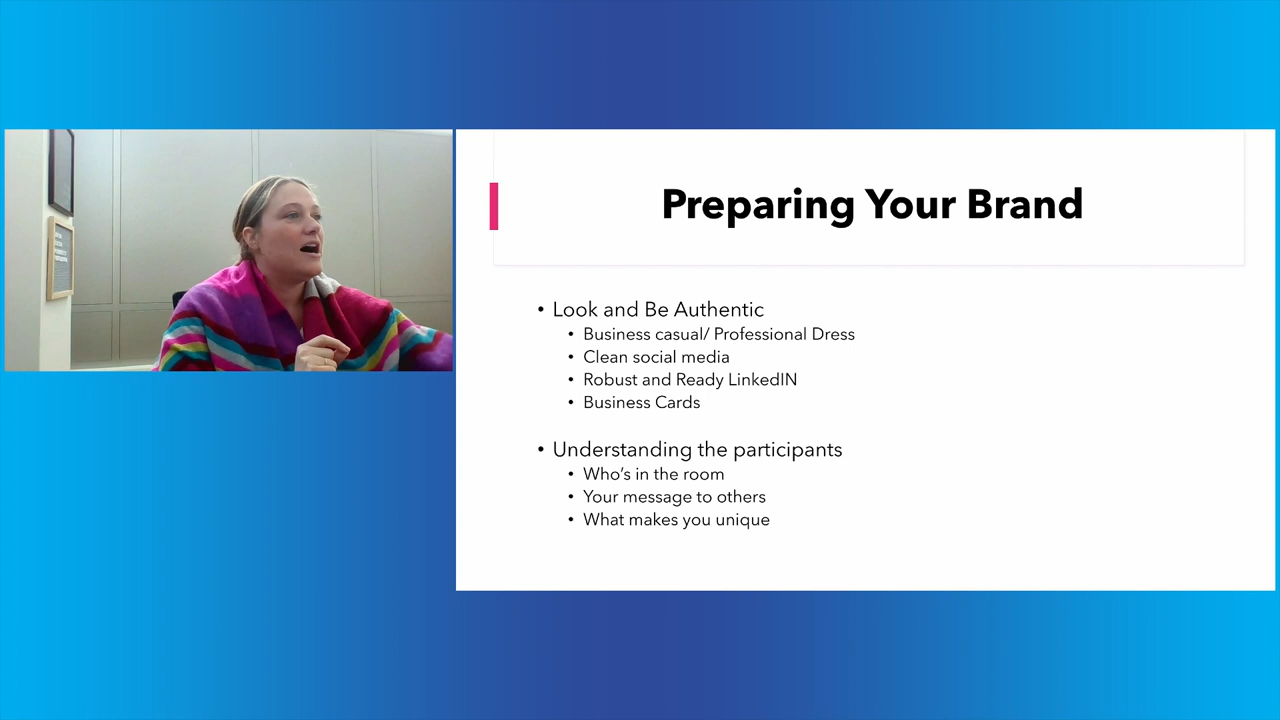 Preparing Your Brand
• Look and Be Authentic
• Business casual/ Professional Dress
• Clean social media
• Robust and Ready LinkedIN
• Business Cards
• Understanding the participants
• Who's in the room
• Your message to others
• What makes you unique